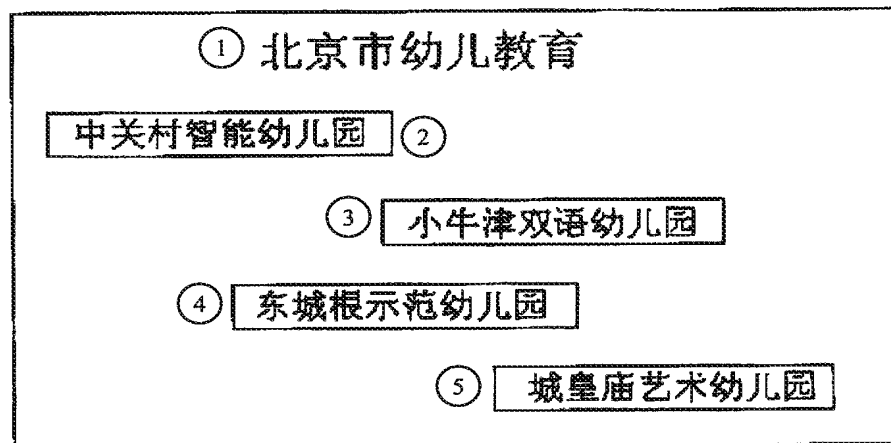 ① 北京市幼儿教育
中关村智能幼儿园 ②
③ 小牛津双语幼儿园
④ 东城根示范幼儿园
⑤ 城皇庙艺术幼儿园